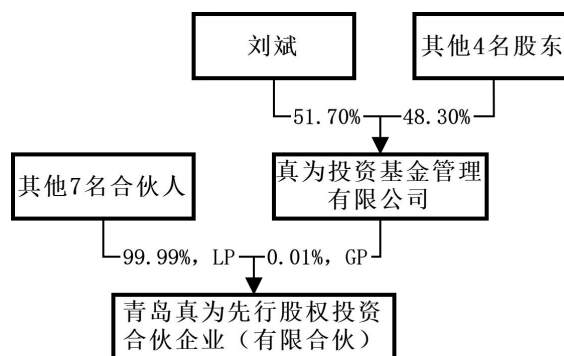 刘斌
其他4名股东
51.70%
48.30%
其他7名合伙人
真为投资基金管理
有限公司
99.99%, LP
0.01%, GP
青岛真为先行股权投资
合伙企业（有限合伙）